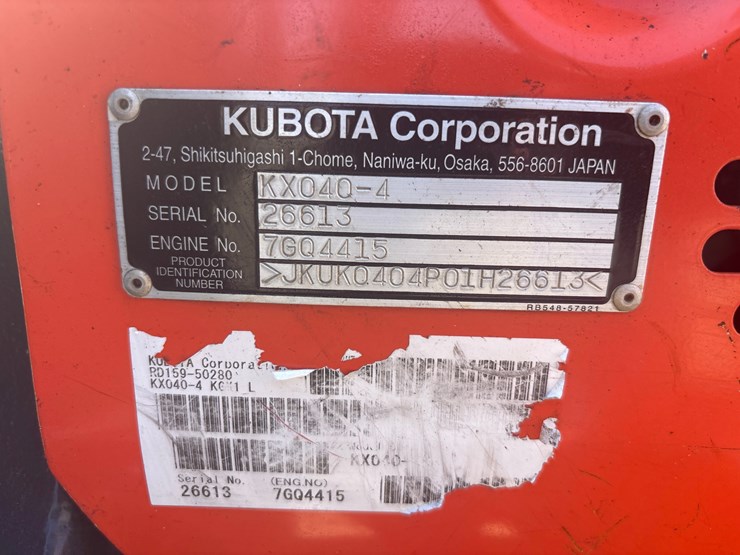 KUBOTA Corporation
2-47, Shikitsuhigashi 1-Chome, Naniwa-ku, Osaka, 556-8601 JAPAN
MODEL KX040-4
SERIAL No. 26613
ENGINE No. 7GQ4415
PRODUCT
IDENTIFICATION
NUMBER >JKUK0404P01H26613<
RB548-57821
Corporat
RD159-50280
KX040-4 L
KX040-
Serial No. (ENG.NO)
26613 7GQ4415